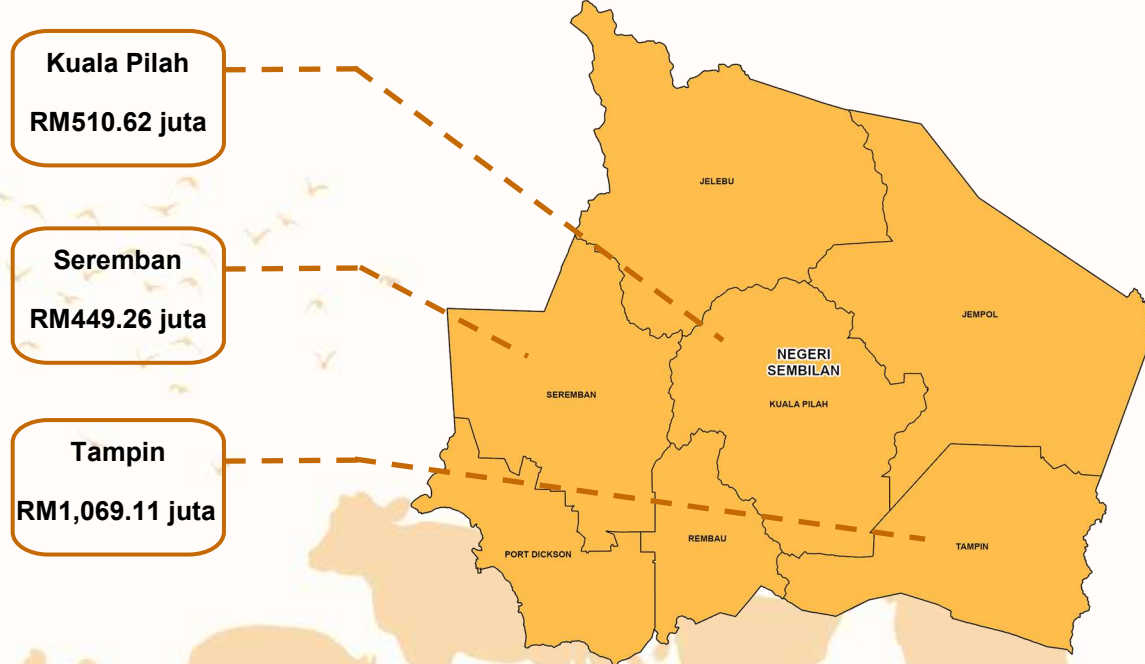 Kuala Pilah
RM510.62 juta
Seremban
RM449.26 juta
Tampin
RM1,069.11 juta
JELEBU
JEMPOL
NEGERI
SEMBILAN
KUALA PILAH
SEREMBAN
PORT DICKSON
REMBAU
TAMPIN